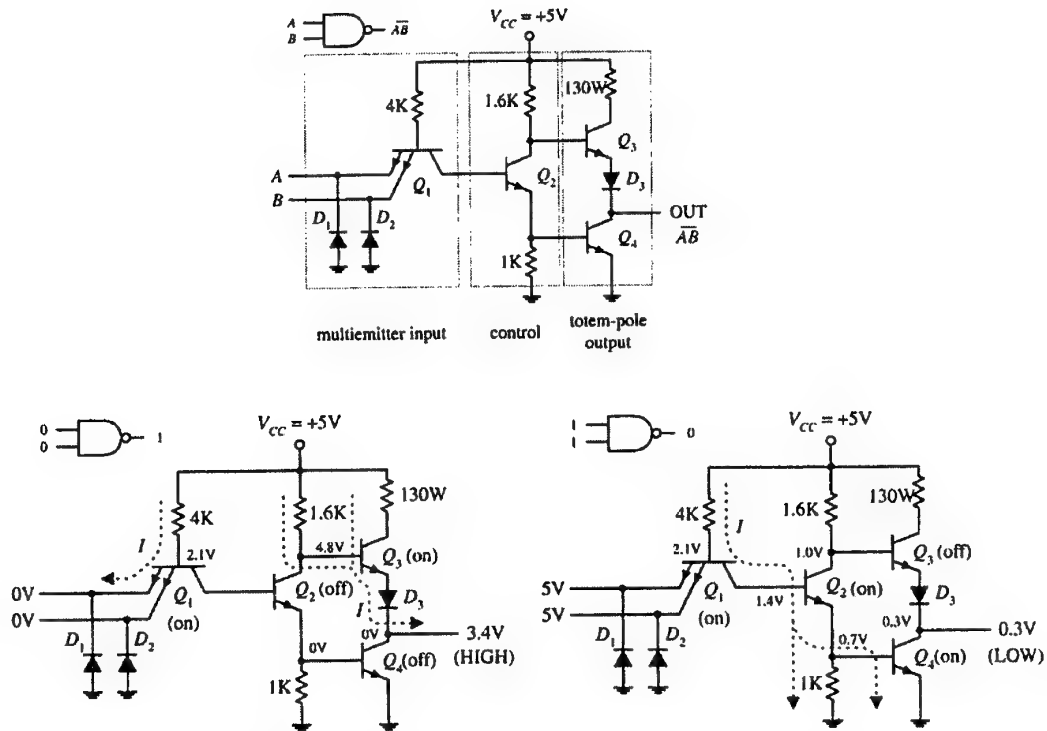 A
B
AB
V_CC = +5V
4K
1.6K
130W
A
B
Q1
Q2
Q3
D3
D1
D2
OUT
AB
Q4
1K
multiemitter input
control
totem-pole
output
0
0
1
V_CC = +5V
4K
1.6K
130W
I
2.1V
4.8V
Q3 (on)
0V
0V
Q1
(on)
Q2 (off)
I
D3
D1
D2
0V
0V
3.4V
(HIGH)
Q4 (off)
1K
1
1
0
V_CC = +5V
4K
I
1.6K
130W
2.1V
1.0V
Q3 (off)
5V
5V
Q1
(on)
1.4V
Q2 (on)
D3
D1
D2
0.7V
0.3V
0.3V
(LOW)
Q4 (on)
1K